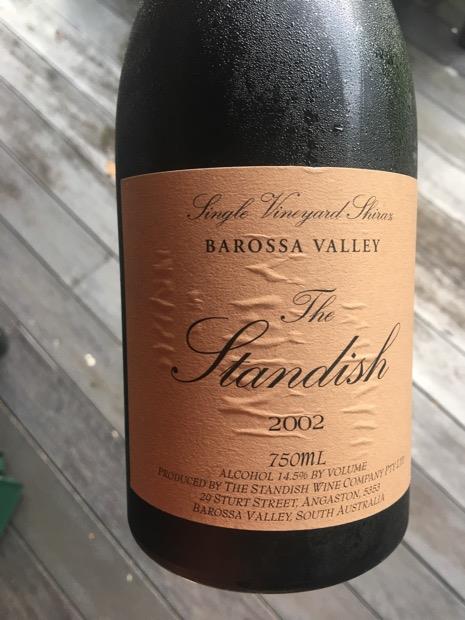 Single Vineyard Shiraz
BAROSSA VALLEY
The
Standish
2002
750mL
ALCOHOL 14.5% BY VOLUME
PRODUCED BY THE STANDISH WINE COMPANY PTY LTD
29 STURT STREET, ANGASTON, 5353
BAROSSA VALLEY, SOUTH AUSTRALIA